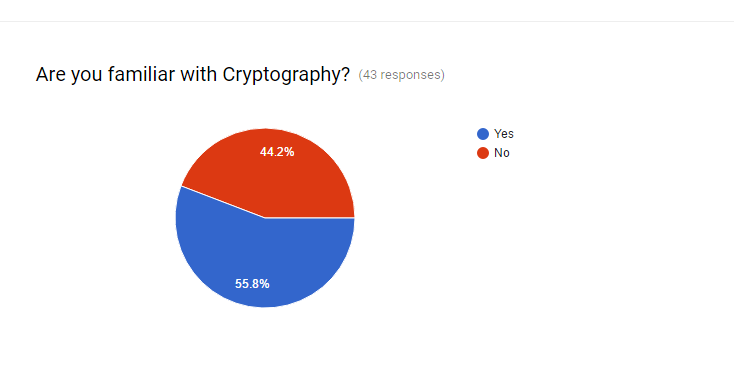 Are you familiar with Cryptography? (43 responses)
44.2%
55.8%
Yes
No